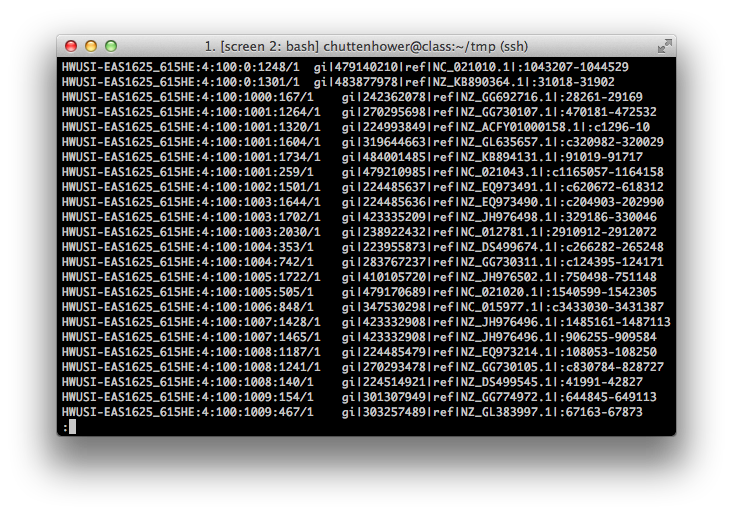 1. [screen 2: bash] chuttenhower@class:~/tmp (ssh)
HWUSI-EAS1625_615HE:4:100:0:1248/1 gi|479140210|ref|NC_021010.1|:1043207-1044529
HWUSI-EAS1625_615HE:4:100:0:1301/1 gi|483877978|ref|NZ_KB890364.1|:31018-31902
HWUSI-EAS1625_615HE:4:100:1000:167/1 gi|242362078|ref|NZ_GG692716.1|:28261-29169
HWUSI-EAS1625_615HE:4:100:1001:1264/1 gi|270295698|ref|NZ_GG730107.1|:470181-472532
HWUSI-EAS1625_615HE:4:100:1001:1320/1 gi|224993849|ref|NZ_ACFY01000158.1|:c1296-10
HWUSI-EAS1625_615HE:4:100:1001:1604/1 gi|319644663|ref|NZ_GL635657.1|:c320982-320029
HWUSI-EAS1625_615HE:4:100:1001:1734/1 gi|484001485|ref|NZ_KB894131.1|:91019-91717
HWUSI-EAS1625_615HE:4:100:1001:259/1 gi|479210985|ref|NC_021043.1|:c1165057-1164158
HWUSI-EAS1625_615HE:4:100:1002:1501/1 gi|224485637|ref|NZ_EQ973491.1|:c620672-618312
HWUSI-EAS1625_615HE:4:100:1003:1644/1 gi|224485636|ref|NZ_EQ973490.1|:c204903-202990
HWUSI-EAS1625_615HE:4:100:1003:1702/1 gi|423335209|ref|NZ_JH976498.1|:329186-330046
HWUSI-EAS1625_615HE:4:100:1003:2030/1 gi|238922432|ref|NC_012781.1|:2910912-2912072
HWUSI-EAS1625_615HE:4:100:1004:353/1 gi|223955873|ref|NZ_DS499674.1|:c266282-265248
HWUSI-EAS1625_615HE:4:100:1004:742/1 gi|283767237|ref|NZ_GG730311.1|:c124395-124171
HWUSI-EAS1625_615HE:4:100:1005:1722/1 gi|410105720|ref|NZ_JH976502.1|:750498-751148
HWUSI-EAS1625_615HE:4:100:1005:505/1 gi|479170689|ref|NC_021020.1|:1540599-1542305
HWUSI-EAS1625_615HE:4:100:1006:848/1 gi|347530298|ref|NC_015977.1|:c3433030-3431387
HWUSI-EAS1625_615HE:4:100:1007:1428/1 gi|423332908|ref|NZ_JH976496.1|:1485161-1487113
HWUSI-EAS1625_615HE:4:100:1007:1465/1 gi|423332908|ref|NZ_JH976496.1|:906255-909584
HWUSI-EAS1625_615HE:4:100:1008:1187/1 gi|224485479|ref|NZ_EQ973214.1|:108053-108250
HWUSI-EAS1625_615HE:4:100:1008:1241/1 gi|270293478|ref|NZ_GG730105.1|:c830784-828727
HWUSI-EAS1625_615HE:4:100:1008:140/1 gi|224514921|ref|NZ_DS499545.1|:41991-42827
HWUSI-EAS1625_615HE:4:100:1009:154/1 gi|301307949|ref|NZ_GG774972.1|:644845-649113
HWUSI-EAS1625_615HE:4:100:1009:467/1 gi|303257489|ref|NZ_GL383997.1|:67163-67873
: